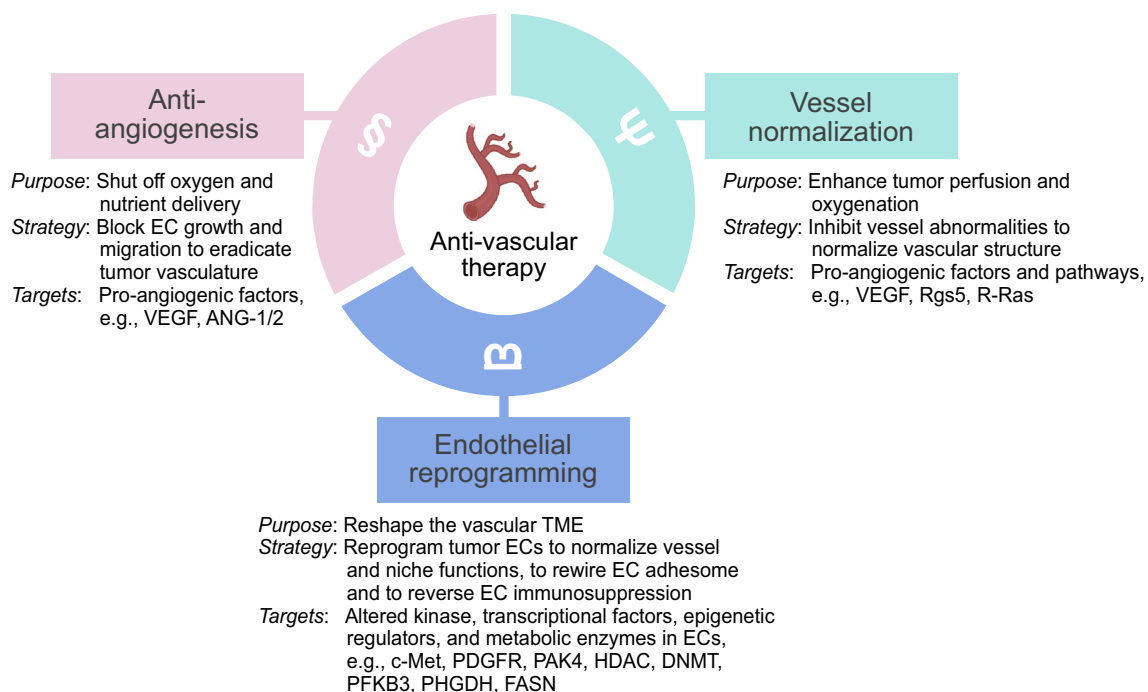 Anti-
angiogenesis
Purpose: Shut off oxygen and
nutrient delivery
Strategy: Block EC growth and
migration to eradicate
tumor vasculature
Targets: Pro-angiogenic factors,
e.g., VEGF, ANG-1/2
§
Ψ
B
Anti-vascular
therapy
Vessel
normalization
Purpose: Enhance tumor perfusion and
oxygenation
Strategy: Inhibit vessel abnormalities to
normalize vascular structure
Targets: Pro-angiogenic factors and pathways,
e.g., VEGF, Rgs5, R-Ras
Endothelial
reprogramming
Purpose: Reshape the vascular TME
Strategy: Reprogram tumor ECs to normalize vessel
and niche functions, to rewire EC adhesome
and to reverse EC immunosuppression
Targets: Altered kinase, transcriptional factors, epigenetic
regulators, and metabolic enzymes in ECs,
e.g., c-Met, PDGFR, PAK4, HDAC, DNMT,
PFKB3, PHGDH, FASN